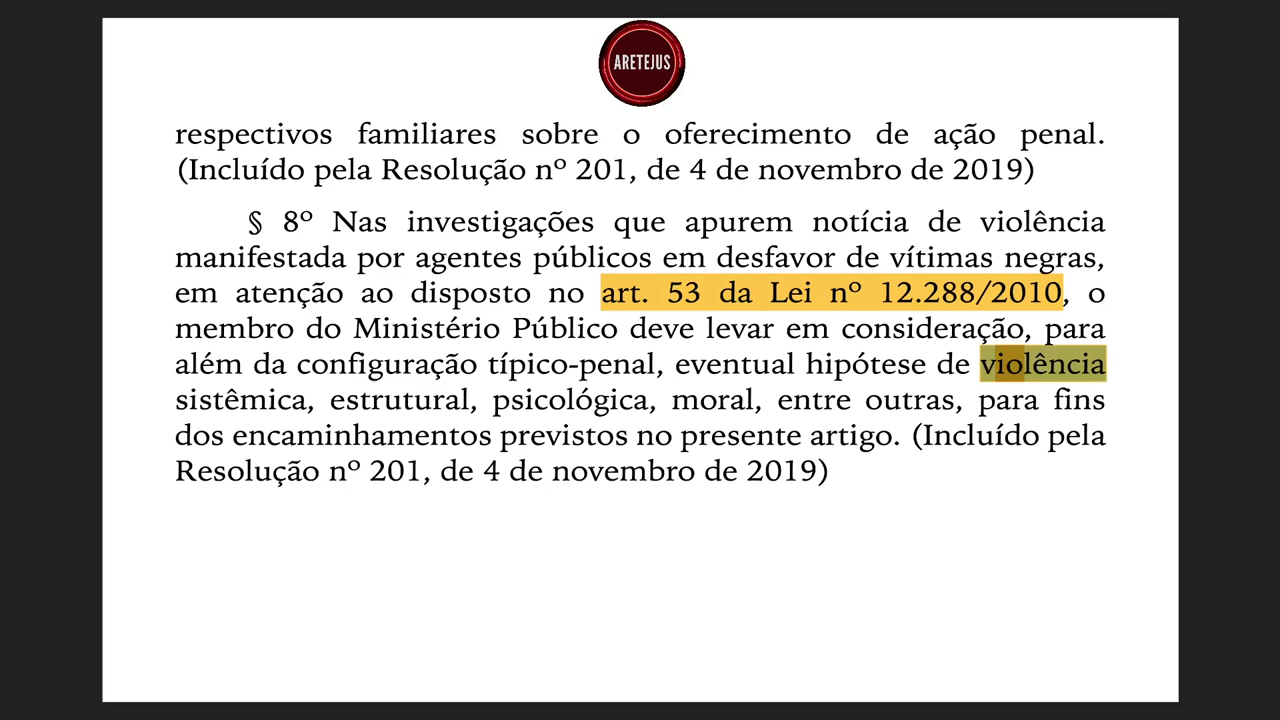 ARETEJUS
respectivos familiares sobre o oferecimento de ação penal.
(Incluído pela Resolução nº 201, de 4 de novembro de 2019)
§ 8º Nas investigações que apurem notícia de violência
manifestada por agentes públicos em desfavor de vítimas negras,
em atenção ao disposto no art. 53 da Lei nº 12.288/2010, o
membro do Ministério Público deve levar em consideração, para
além da configuração típico-penal, eventual hipótese de violência
sistêmica, estrutural, psicológica, moral, entre outras, para fins
dos encaminhamentos previstos no presente artigo. (Incluído pela
Resolução nº 201, de 4 de novembro de 2019)